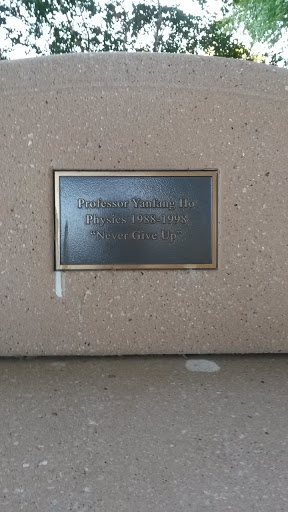 Professor Yanfang Ho
Physics 1988-1998
"Never Give Up"